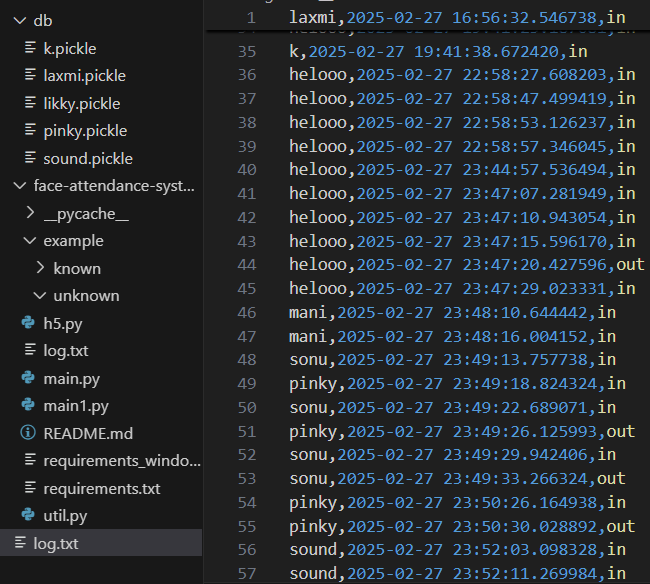 db
k.pickle
laxmi.pickle
likky.pickle
pinky.pickle
sound.pickle
face-attendance-syst...
__pycache__
example
known
unknown
h5.py
log.txt
main.py
main1.py
README.md
requirements_windo...
requirements.txt
util.py
log.txt
1 laxmi,2025-02-27 16:56:32.546738,in
35 k,2025-02-27 19:41:38.672420,in
36 helooo,2025-02-27 22:58:27.608203,in
37 helooo,2025-02-27 22:58:47.499419,in
38 helooo,2025-02-27 22:58:53.126237,in
39 helooo,2025-02-27 22:58:57.346045,in
40 helooo,2025-02-27 23:44:57.536494,in
41 helooo,2025-02-27 23:47:07.281949,in
42 helooo,2025-02-27 23:47:10.943054,in
43 helooo,2025-02-27 23:47:15.596170,in
44 helooo,2025-02-27 23:47:20.427596,out
45 helooo,2025-02-27 23:47:29.023331,in
46 mani,2025-02-27 23:48:10.644442,in
47 mani,2025-02-27 23:48:16.004152,in
48 sonu,2025-02-27 23:49:13.757738,in
49 pinky,2025-02-27 23:49:18.824324,in
50 sonu,2025-02-27 23:49:22.689071,in
51 pinky,2025-02-27 23:49:26.125993,out
52 sonu,2025-02-27 23:49:29.942406,in
53 sonu,2025-02-27 23:49:33.266324,out
54 pinky,2025-02-27 23:50:26.164938,in
55 pinky,2025-02-27 23:50:30.028892,out
56 sound,2025-02-27 23:52:03.098328,in
57 sound,2025-02-27 23:52:11.269984,in